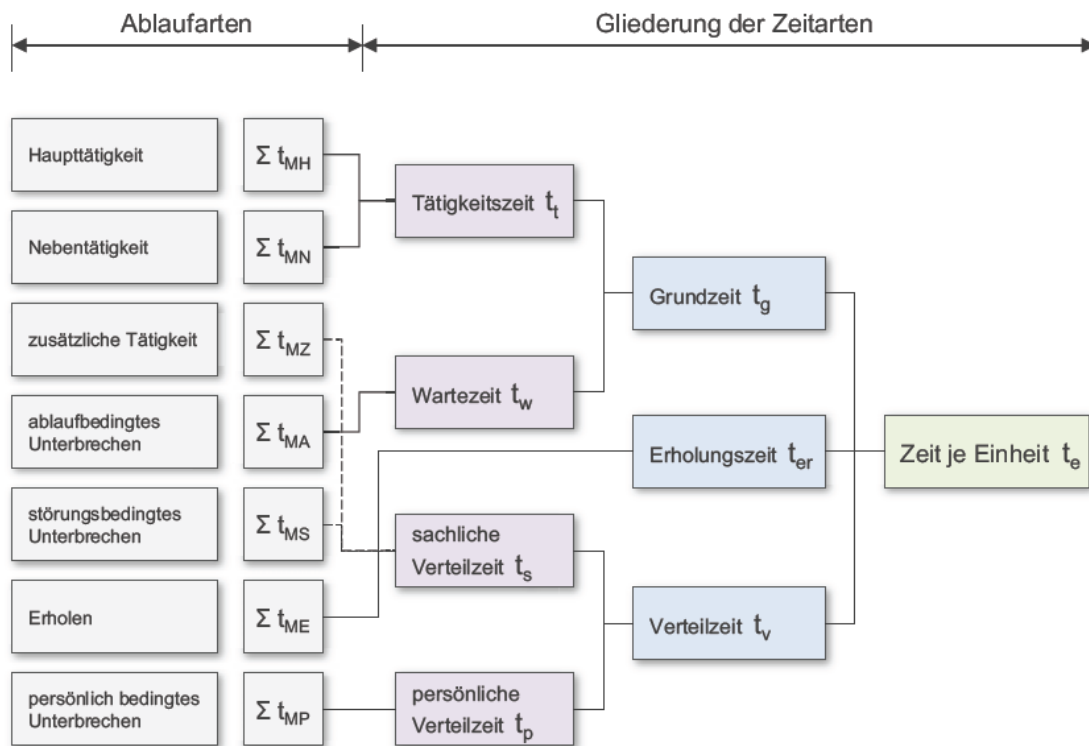 Ablaufarten
Gliederung der Zeitarten
Haupttätigkeit
Σ tMH
Tätigkeitszeit tt
Nebentätigkeit
Σ tMN
Grundzeit tg
zusätzliche Tätigkeit
Σ tMZ
Wartezeit tw
ablaufbedingtes
Unterbrechen
Σ tMA
Erholungszeit ter
Zeit je Einheit te
störungsbedingtes
Unterbrechen
Σ tMS
sachliche
Verteilzeit ts
Erholen
Σ tME
Verteilzeit tv
persönlich bedingtes
Unterbrechen
Σ tMP
persönliche
Verteilzeit tp